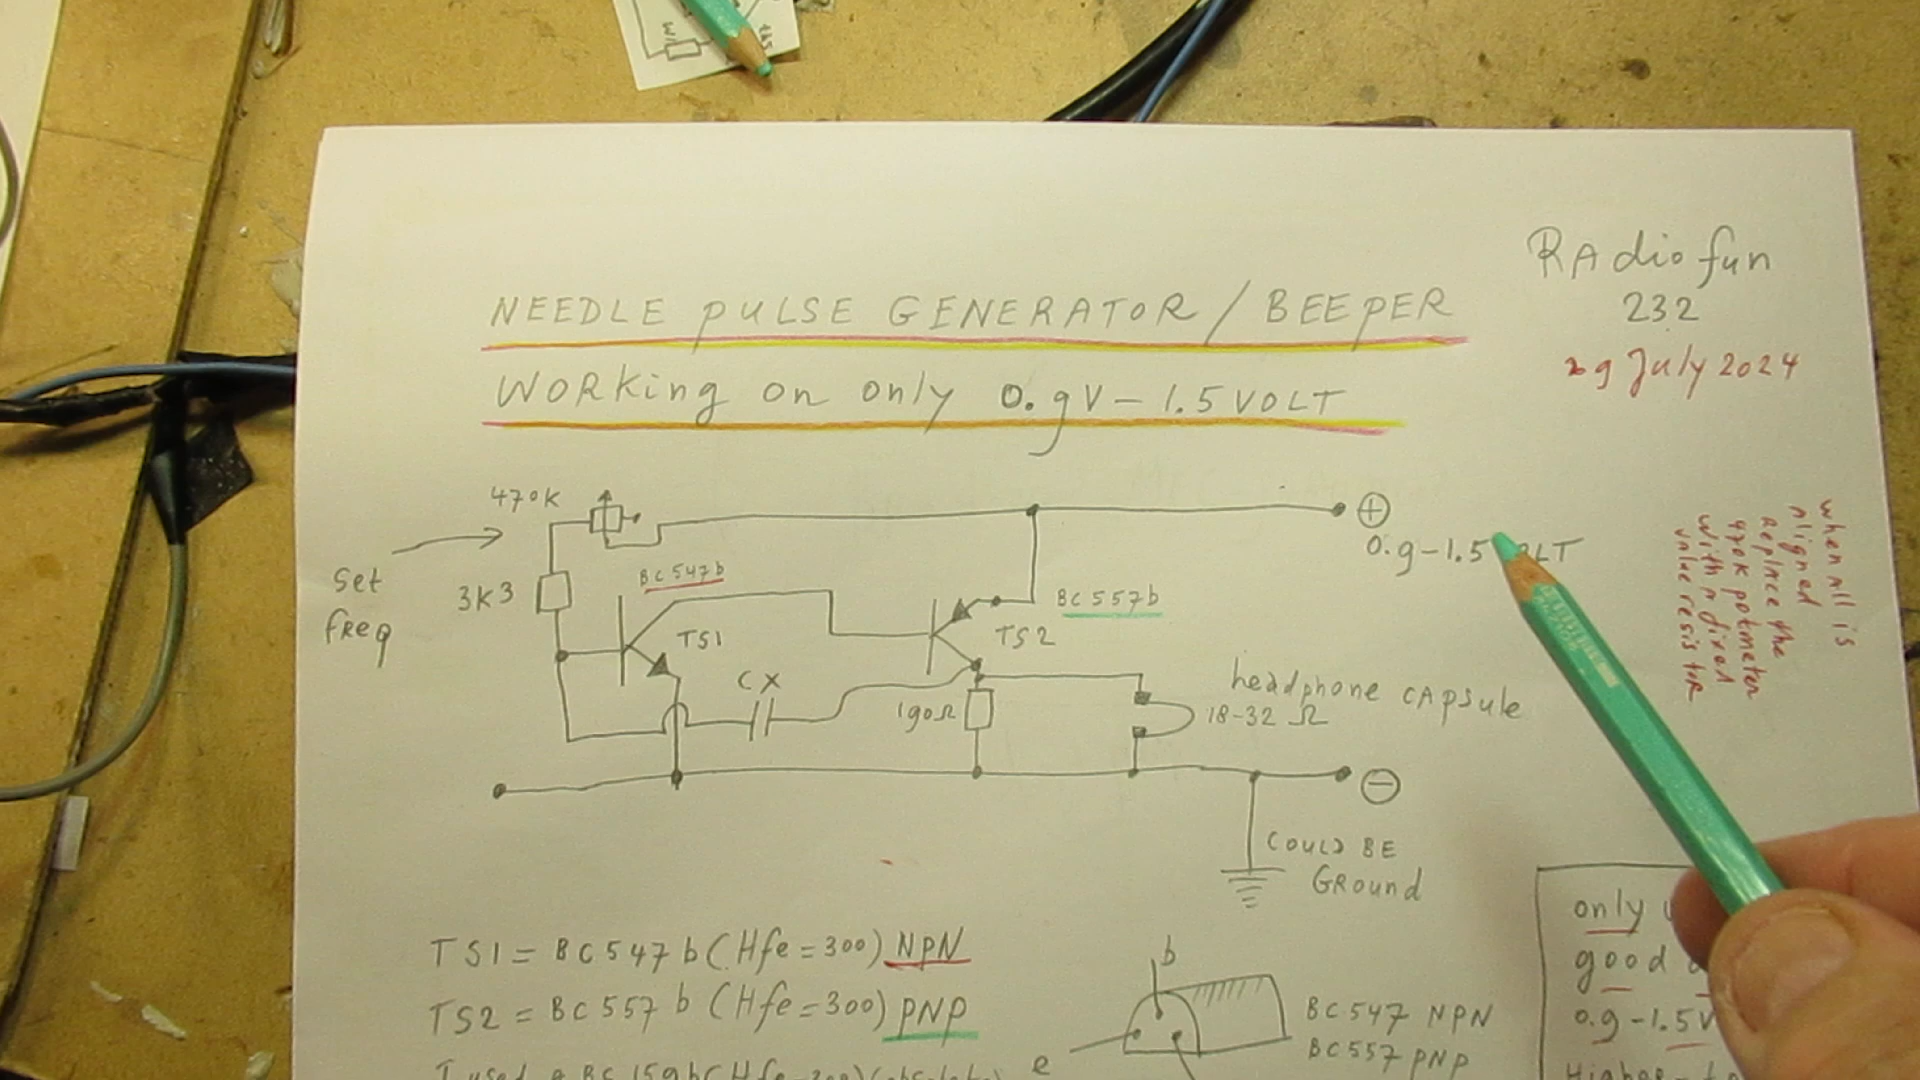 RAdio fun
232
29 July 2024
NEEDLE PULSE GENERATOR / BEEPER
WORKing on only 0.9V - 1.5 VOLT
470K
0.9-1.5 VOLT
when All is
Aligned
Replace the
470K potmeter
with A fixed
value resistor
Set
freq
3K3
BC547b
TS1
BC557b
TS2
CX
190Ω
headphone CApsule
18-32 Ω
COULD BE
GRound
TS1 = BC547b (Hfe=300) NPN
TS2 = BC557b (Hfe=300) PNP
b
e
BC547 NPN
BC557 PNP
only
good
0.9-1.5V